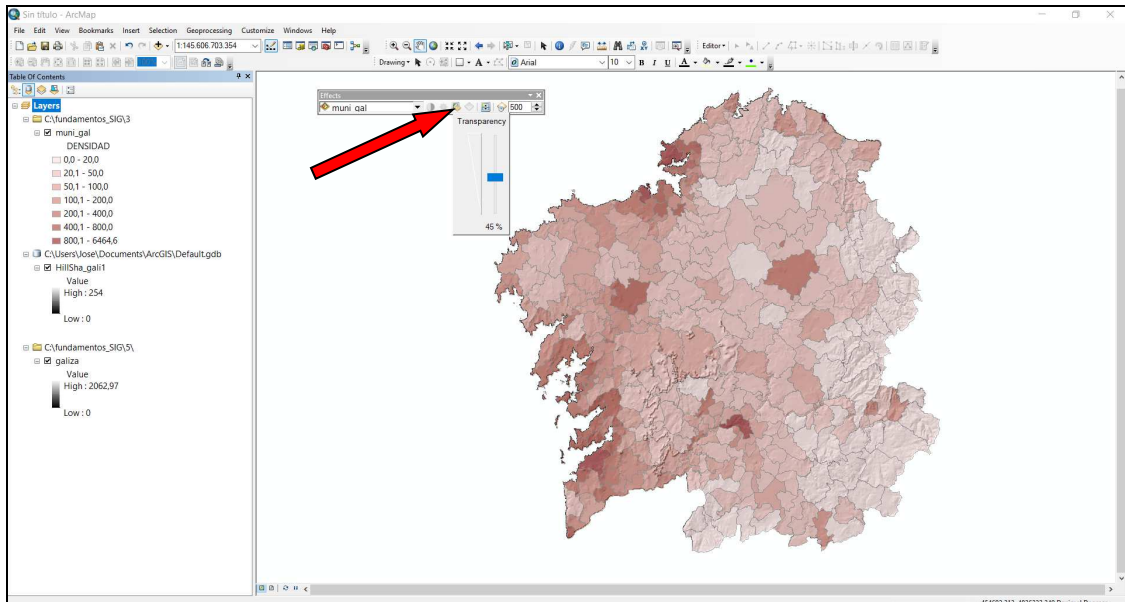 Sin título - ArcMap
File Edit View Bookmarks Insert Selection Geoprocessing Customize Windows Help
1:145.606.703.354 Editor
Drawing A Arial 10 B I U A
Table Of Contents
Layers
C:\fundamentos_SIG\3
muni_gal
DENSIDAD
0,0 - 20,0
20,1 - 50,0
50,1 - 100,0
100,1 - 200,0
200,1 - 400,0
400,1 - 800,0
800,1 - 6464,6
C:\Users\Jose\Documents\ArcGIS\Default.gdb
HillSha_gali1
Value
High : 254
Low : 0
C:\fundamentos_SIG\5\
galiza
Value
High : 2062,97
Low : 0
Effects
muni_gal 500
Transparency
45 %